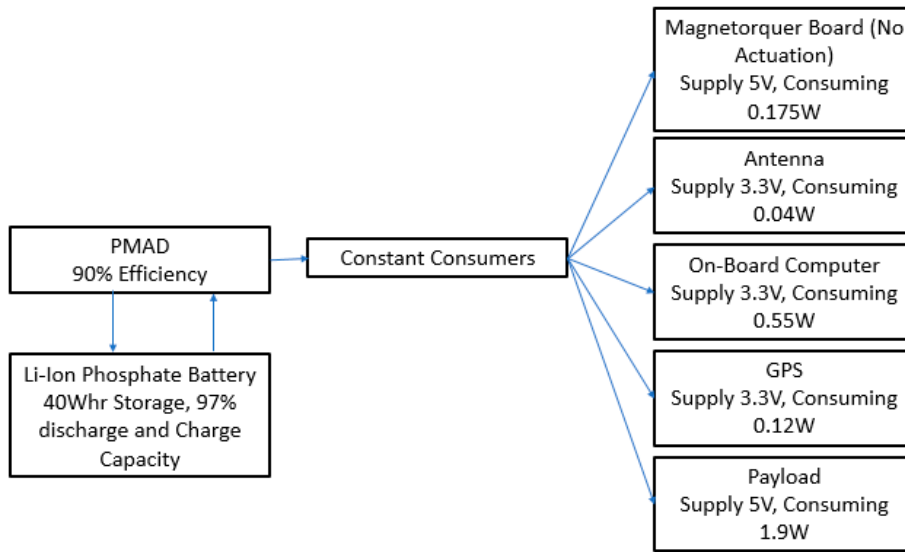 PMAD
90% Efficiency
Li-Ion Phosphate Battery
40Whr Storage, 97%
discharge and Charge
Capacity
Constant Consumers
Magnetorquer Board (No
Actuation)
Supply 5V, Consuming
0.175W
Antenna
Supply 3.3V, Consuming
0.04W
On-Board Computer
Supply 3.3V, Consuming
0.55W
GPS
Supply 3.3V, Consuming
0.12W
Payload
Supply 5V, Consuming
1.9W